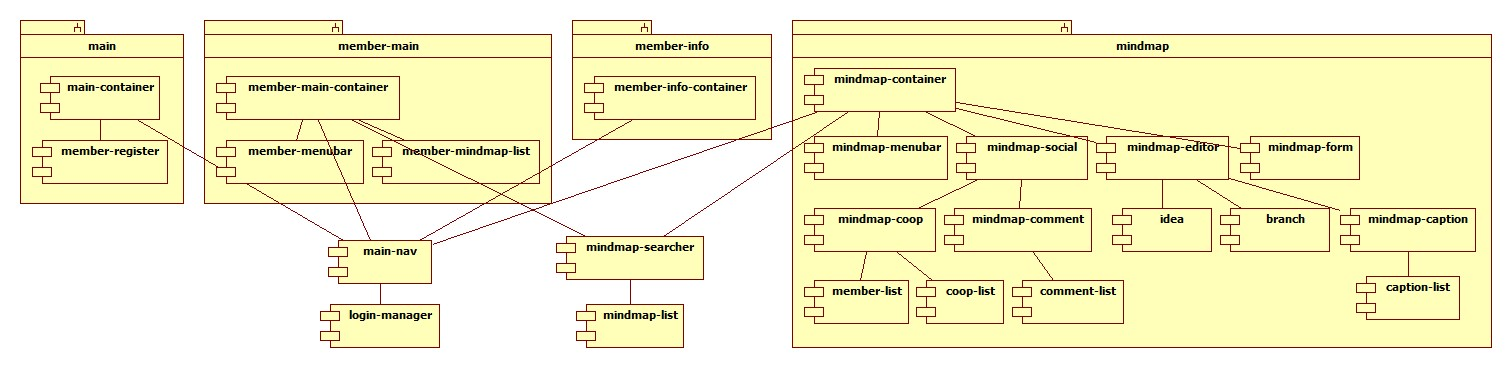 main
member-main
member-info
mindmap
main-container
member-main-container
member-info-container
mindmap-container
member-register
member-menubar
member-mindmap-list
mindmap-menubar
mindmap-social
mindmap-editor
mindmap-form
mindmap-coop
mindmap-comment
idea
branch
mindmap-caption
main-nav
mindmap-searcher
member-list
coop-list
comment-list
caption-list
login-manager
mindmap-list